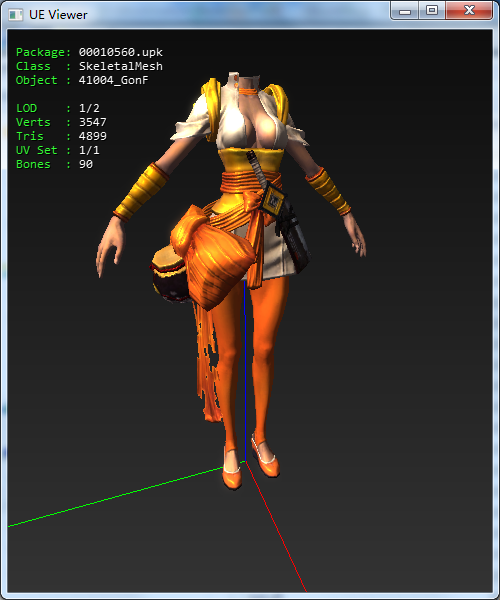 UE Viewer
Package: 00010560.upk
Class : SkeletalMesh
Object : 41004_GonF
LOD : 1/2
Verts : 3547
Tris : 4899
UV Set : 1/1
Bones : 90